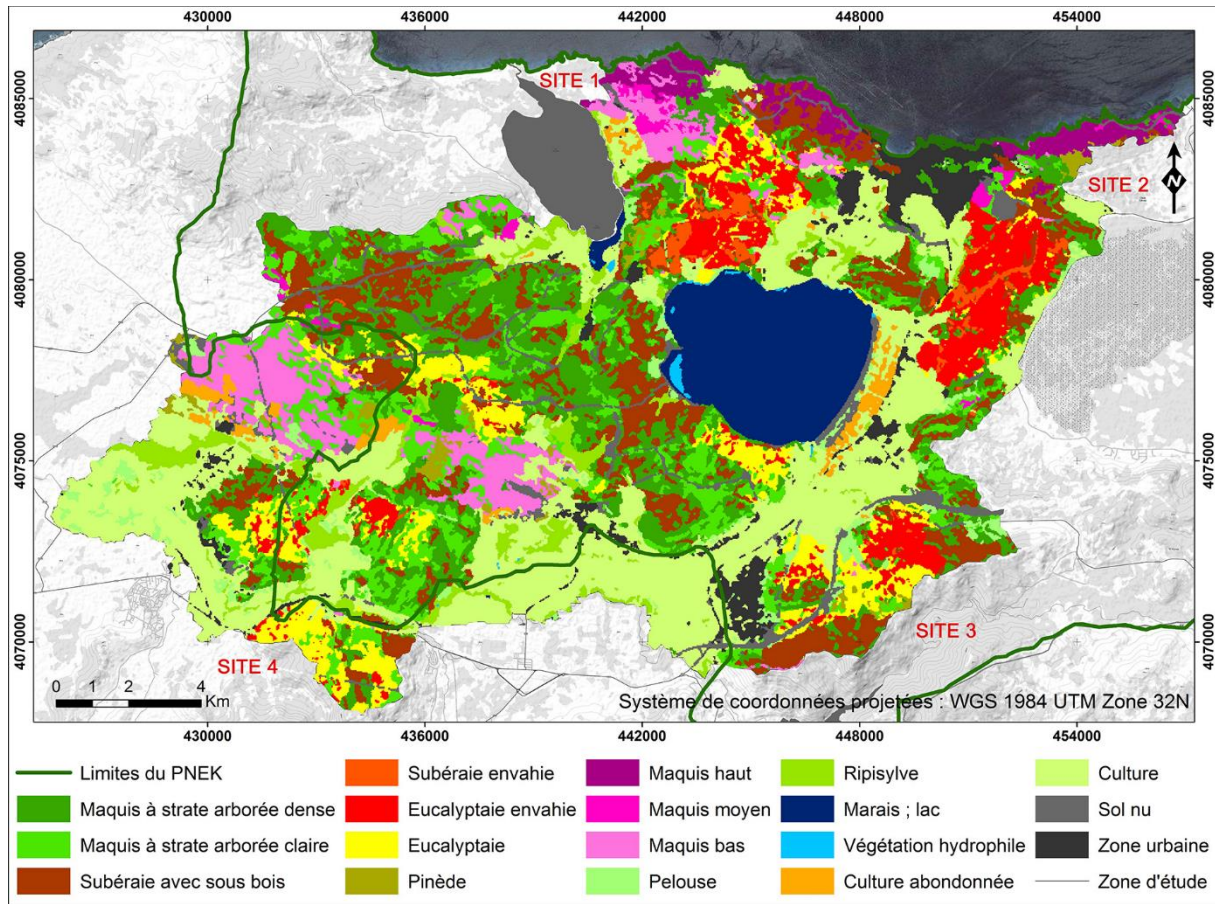 430000 436000 442000 448000 454000
4085000 4085000
SITE 1
SITE 2
N
4080000 4080000
4075000 4075000
4070000 4070000
SITE 3
SITE 4
0 1 2 4
Km
Système de coordonnées projetées : WGS 1984 UTM Zone 32N
430000 436000 442000 448000 454000
Limites du PNEK
Maquis à strate arborée dense
Maquis à strate arborée claire
Subéraie avec sous bois
Subéraie envahie
Eucalyptaie envahie
Eucalyptaie
Pinède
Maquis haut
Maquis moyen
Maquis bas
Pelouse
Ripisylve
Marais ; lac
Végétation hydrophile
Culture abondonnée
Culture
Sol nu
Zone urbaine
Zone d'étude